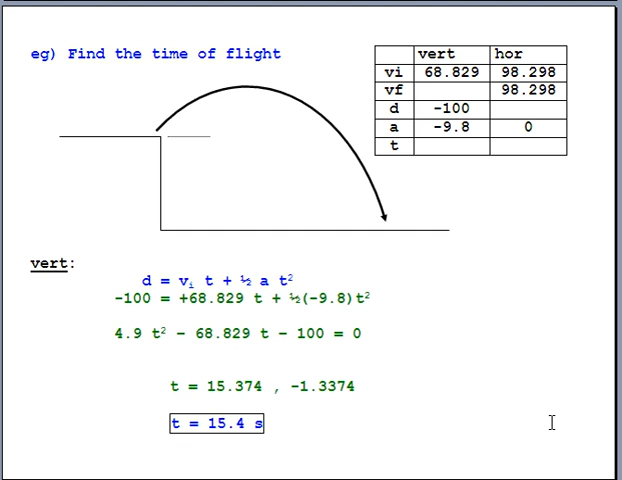 eg) Find the time of flight
vert hor
vi 68.829 98.298
vf 98.298
d -100
a -9.8 0
t
vert:
d = vᵢ t + ½ a t²
-100 = +68.829 t + ½(-9.8)t²
4.9 t² - 68.829 t - 100 = 0
t = 15.374 , -1.3374
t = 15.4 s